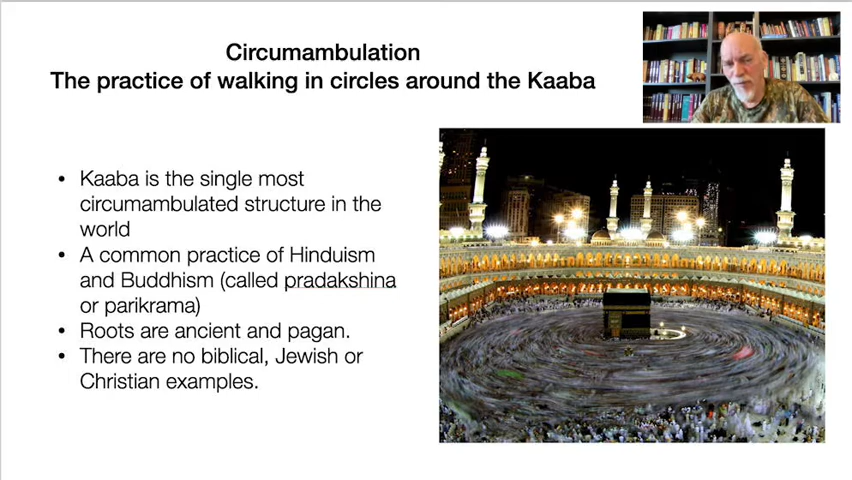 Circumambulation
The practice of walking in circles around the Kaaba
• Kaaba is the single most
circumambulated structure in the
world
• A common practice of Hinduism
and Buddhism (called pradakshina
or parikrama)
• Roots are ancient and pagan.
• There are no biblical, Jewish or
Christian examples.